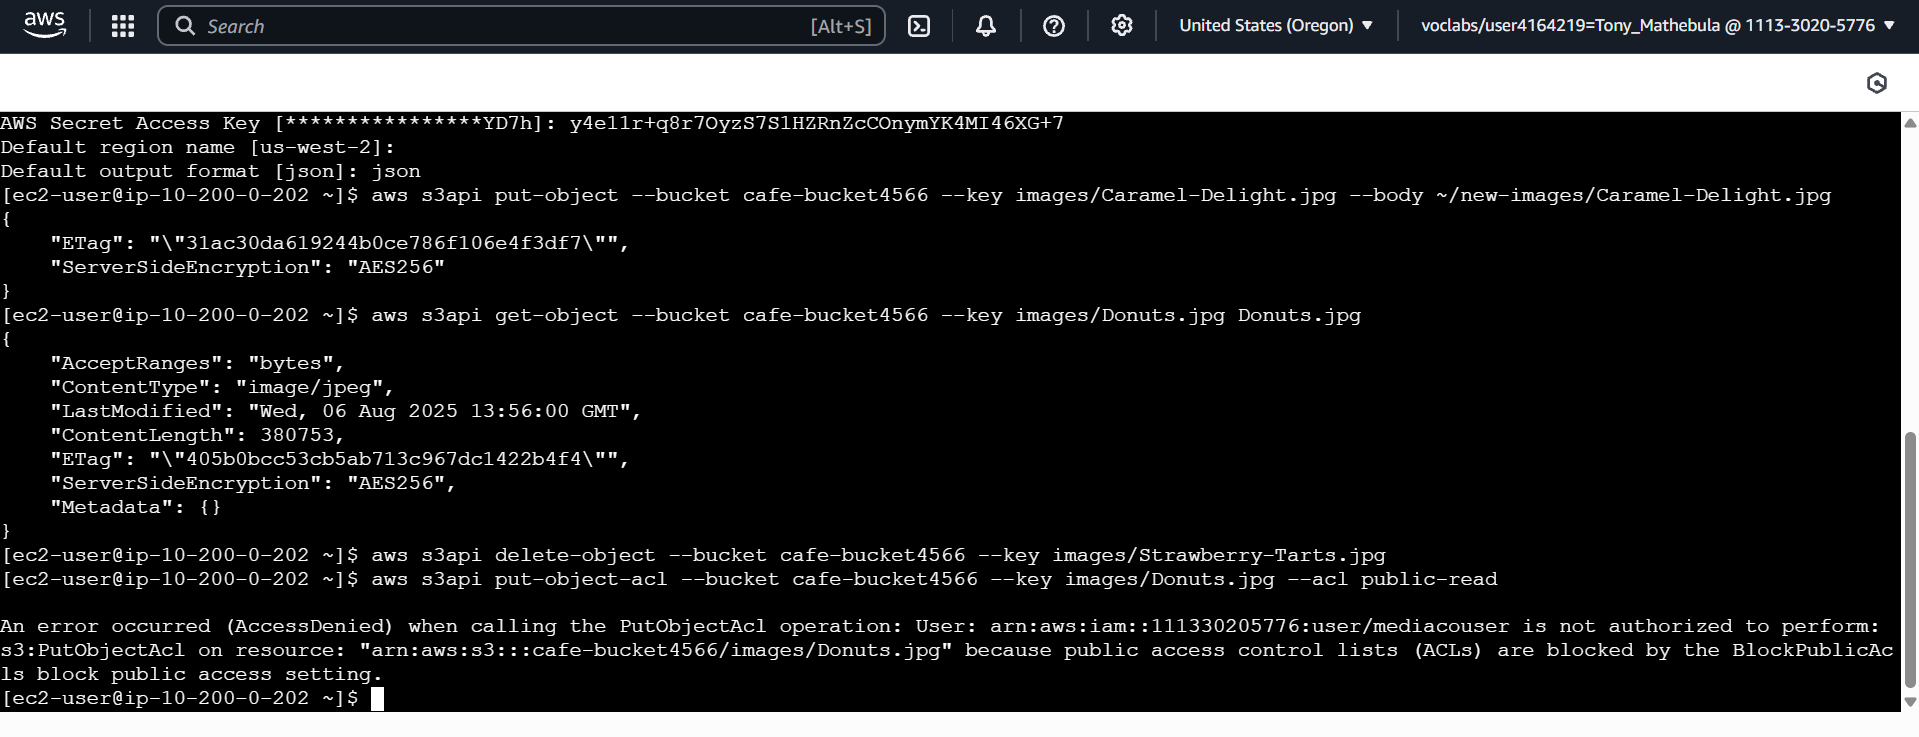 aws
Search [Alt+S] United States (Oregon) voclabs/user4164219=Tony_Mathebula @ 1113-3020-5776
AWS Secret Access Key [****************YD7h]: y4e11r+q8r7OyzS7S1HZRnZcCOnymYK4MI46XG+7
Default region name [us-west-2]:
Default output format [json]: json
[ec2-user@ip-10-200-0-202 ~]$ aws s3api put-object --bucket cafe-bucket4566 --key images/Caramel-Delight.jpg --body ~/new-images/Caramel-Delight.jpg
{
    "ETag": "\"31ac30da619244b0ce786f106e4f3df7\"",
    "ServerSideEncryption": "AES256"
}
[ec2-user@ip-10-200-0-202 ~]$ aws s3api get-object --bucket cafe-bucket4566 --key images/Donuts.jpg Donuts.jpg
{
    "AcceptRanges": "bytes",
    "ContentType": "image/jpeg",
    "LastModified": "Wed, 06 Aug 2025 13:56:00 GMT",
    "ContentLength": 380753,
    "ETag": "\"405b0bcc53cb5ab713c967dc1422b4f4\"",
    "ServerSideEncryption": "AES256",
    "Metadata": {}
}
[ec2-user@ip-10-200-0-202 ~]$ aws s3api delete-object --bucket cafe-bucket4566 --key images/Strawberry-Tarts.jpg
[ec2-user@ip-10-200-0-202 ~]$ aws s3api put-object-acl --bucket cafe-bucket4566 --key images/Donuts.jpg --acl public-read
An error occurred (AccessDenied) when calling the PutObjectAcl operation: User: arn:aws:iam::111330205776:user/mediacouser is not authorized to perform:
s3:PutObjectAcl on resource: "arn:aws:s3:::cafe-bucket4566/images/Donuts.jpg" because public access control lists (ACLs) are blocked by the BlockPublicAc
ls block public access setting.
[ec2-user@ip-10-200-0-202 ~]$